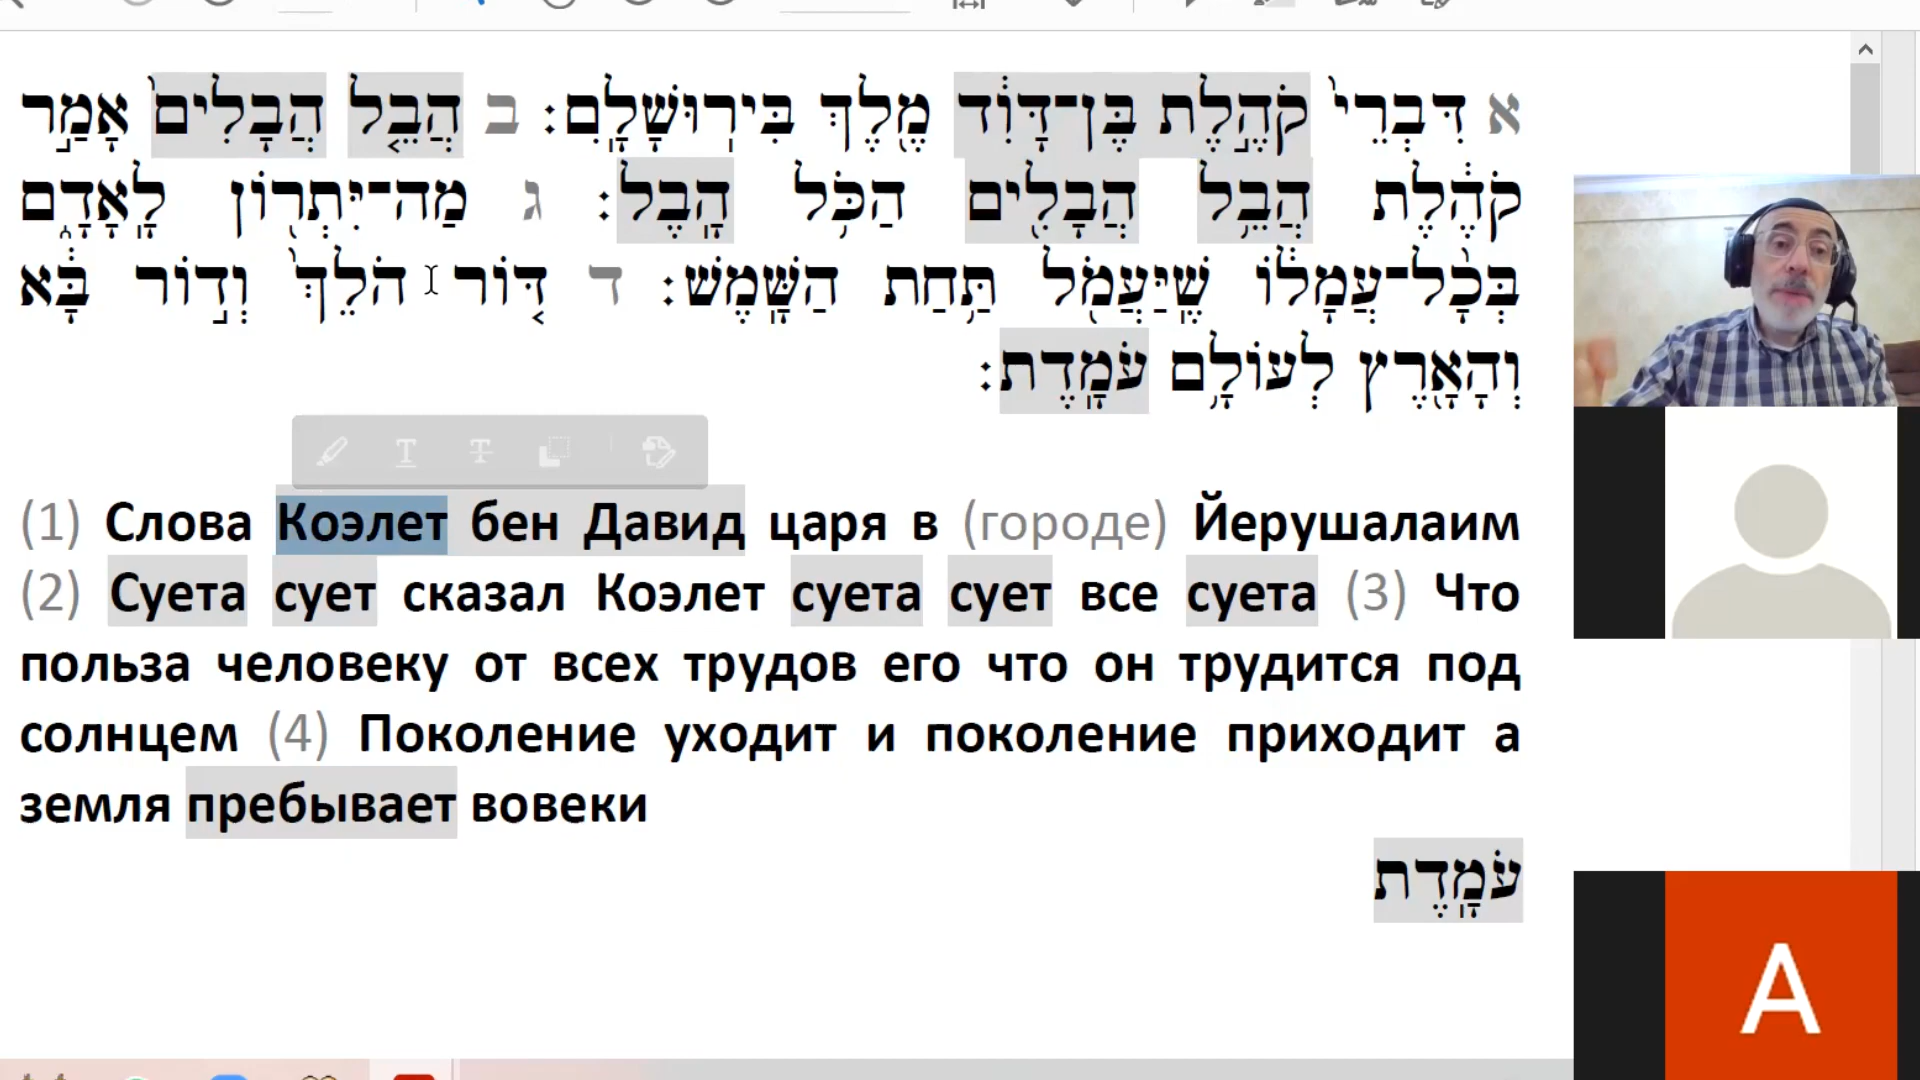 א דִּבְרֵי֙ קֹהֶ֣לֶת בֶּן־דָּוִ֔ד מֶ֖לֶךְ בִּירֽוּשָׁלִָֽם׃ ב הֲבֵ֤ל הֲבָלִים֙ אָמַ֣ר
קֹהֶ֔לֶת הֲבֵ֥ל הֲבָלִ֖ים הַכֹּ֥ל הָֽבֶל׃ ג מַה־יִּתְר֖וֹן לָֽאָדָ֑ם
בְּכָל־עֲמָל֔וֹ שֶֽׁיַּעֲמֹ֖ל תַּ֥חַת הַשָּֽׁמֶשׁ׃ ד דּ֤וֹר הֹלֵךְ֙ וְד֣וֹר בָּ֔א
וְהָאָ֖רֶץ לְעוֹלָ֥ם עֹמָֽדֶת׃
(1) Слова Коэлет бен Давид царя в (городе) Йерушалаим
(2) Суета сует сказал Коэлет суета сует все суета (3) Что
польза человеку от всех трудов его что он трудится под
солнцем (4) Поколение уходит и поколение приходит а
земля пребывает вовеки
עֹמָֽדֶת
A